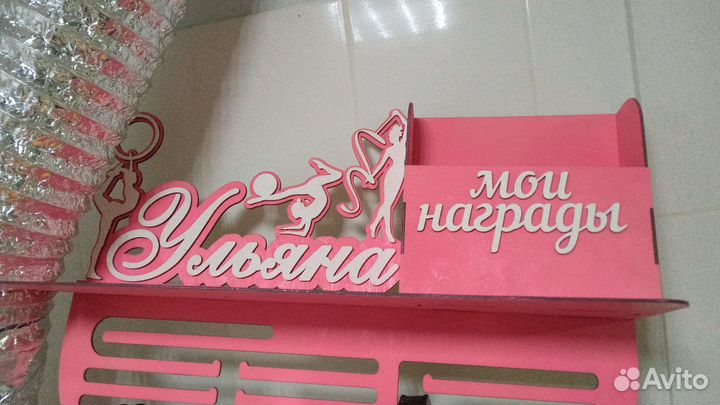 Ульяна
мои
награды
Avito